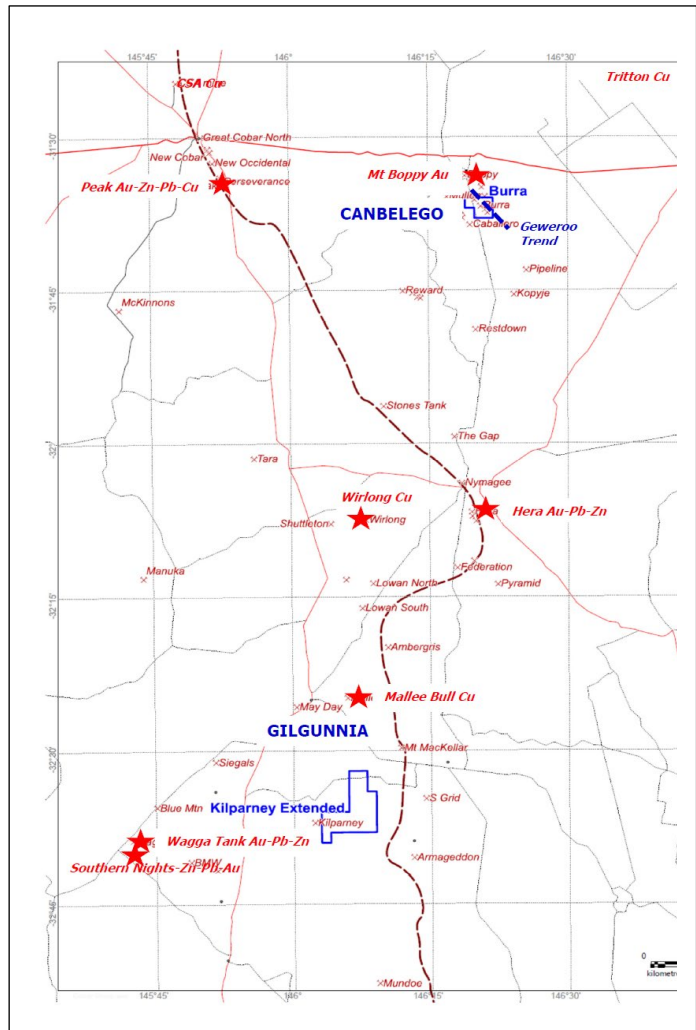 145°45' 146° 146°15' 146°30'
Tritton Cu
CSA Cu
-31°30'
Great Cobar North
New Cobar
New Occidental
Perseverance
Peak Au-Zn-Pb-Cu
Mt Boppy Au
Burra
Burra
CANBELEGO
Caballero
Geweroo
Trend
Pipeline
-31°45'
Reward
Kopyje
McKinnons
Restdown
Stones Tank
The Gap
-32°
Tara
Nymagee
Wirlong Cu
Hera Au-Pb-Zn
Shuttleton
Wirlong
Manuka
Federation
Lowan North
Pyramid
-32°15'
Lowan South
Ambergris
Mallee Bull Cu
May Day
GILGUNNIA
Mt MacKellar
-32°30'
Siegals
S Grid
Blue Mtn
Kilparney Extended
Kilparney
Wagga Tank Au-Pb-Zn
Armageddon
BMW
Southern Nights-Zn-Pb-Au
-32°45'
0
kilometre
Mundoe
145°45' 146° 146°15' 146°30'